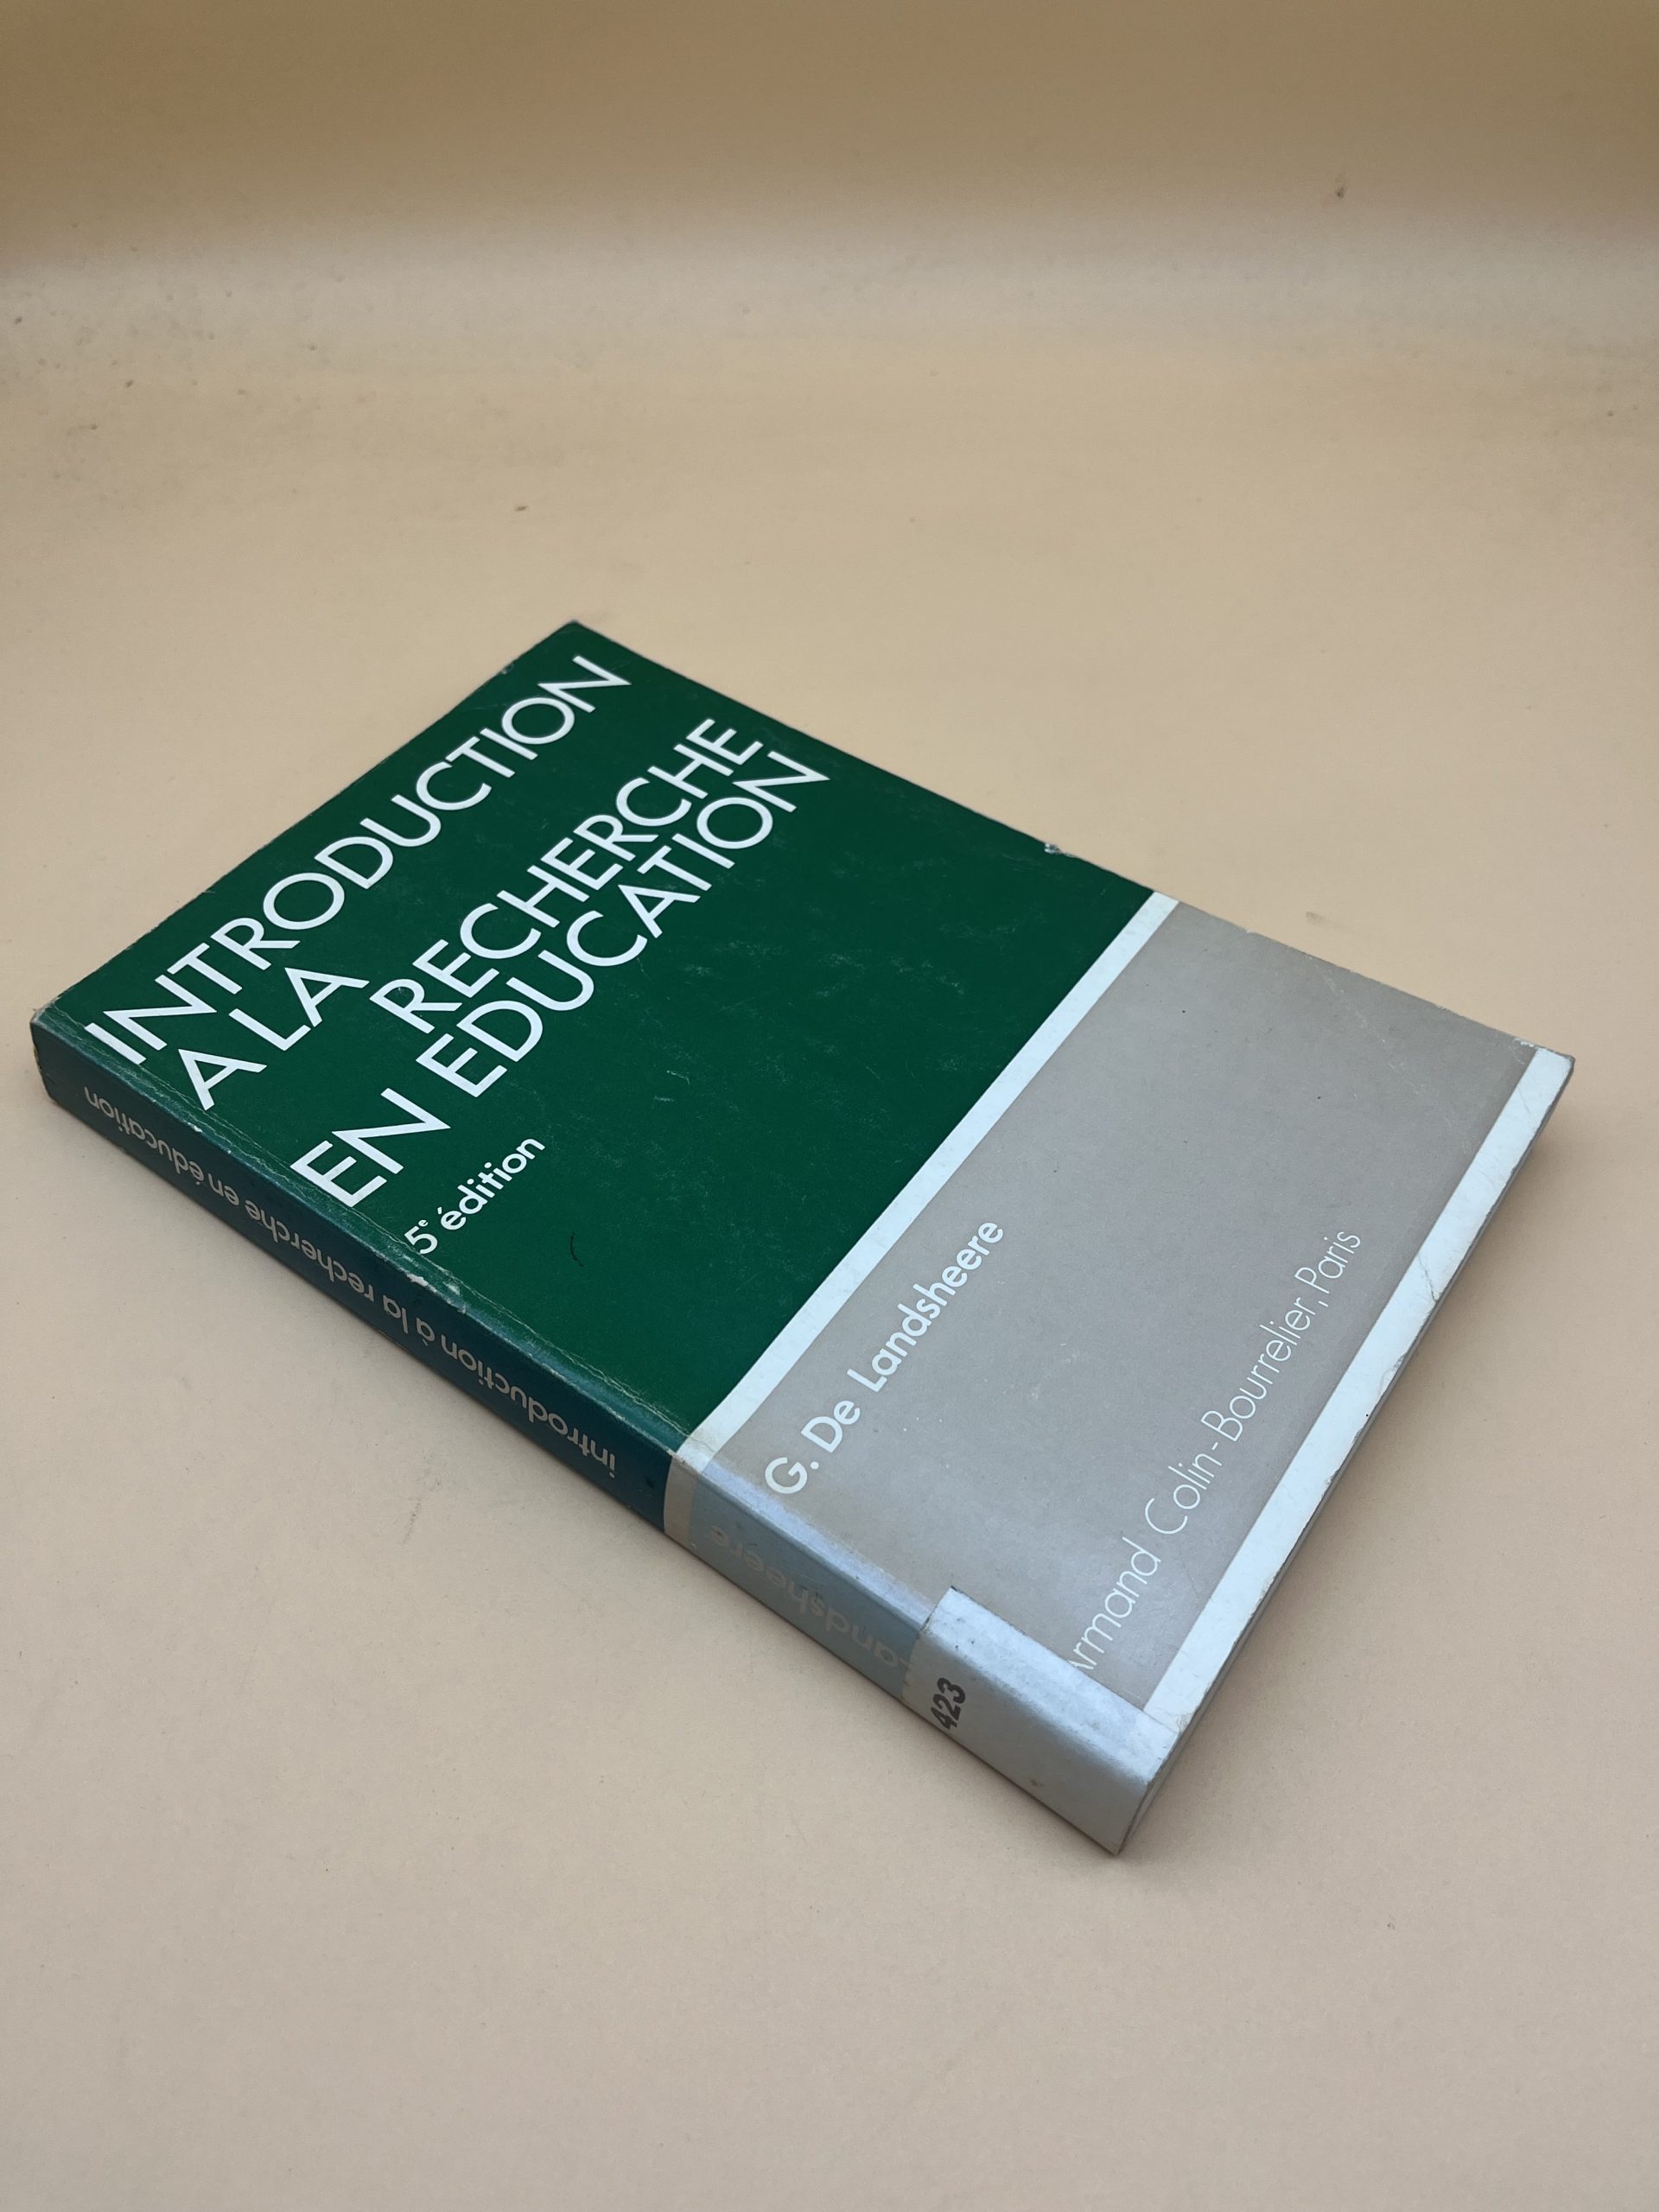 INTRODUCTION
A LA
RECHERCHE
EN EDUCATION
5e édition
G. De Landsheere
Armand Colin-Bourrelier, Paris
introduction à la recherche en éducation
Landsheere
423